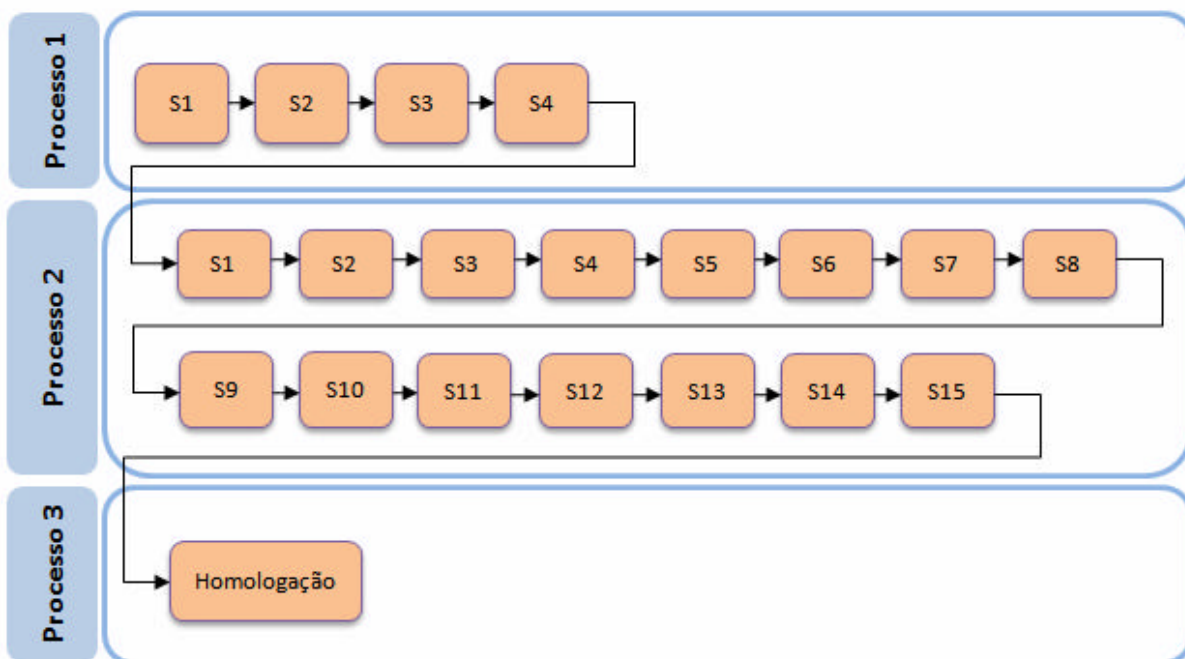 Processo 1
S1
S2
S3
S4
Processo 2
S1
S2
S3
S4
S5
S6
S7
S8
S9
S10
S11
S12
S13
S14
S15
Processo 3
Homologação